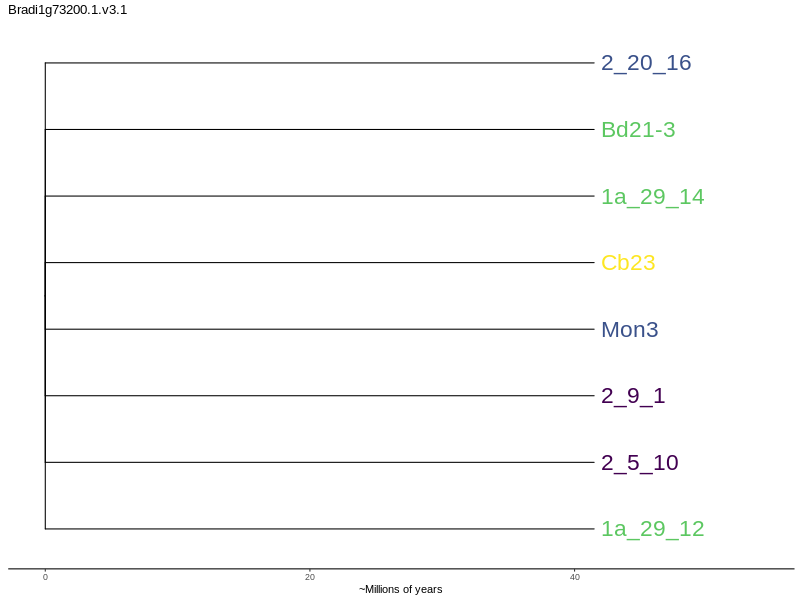 Bradi1g73200.1.v3.1
2_20_16
Bd21-3
1a_29_14
Cb23
Mon3
2_9_1
2_5_10
1a_29_12
0 20 40
~Millions of years